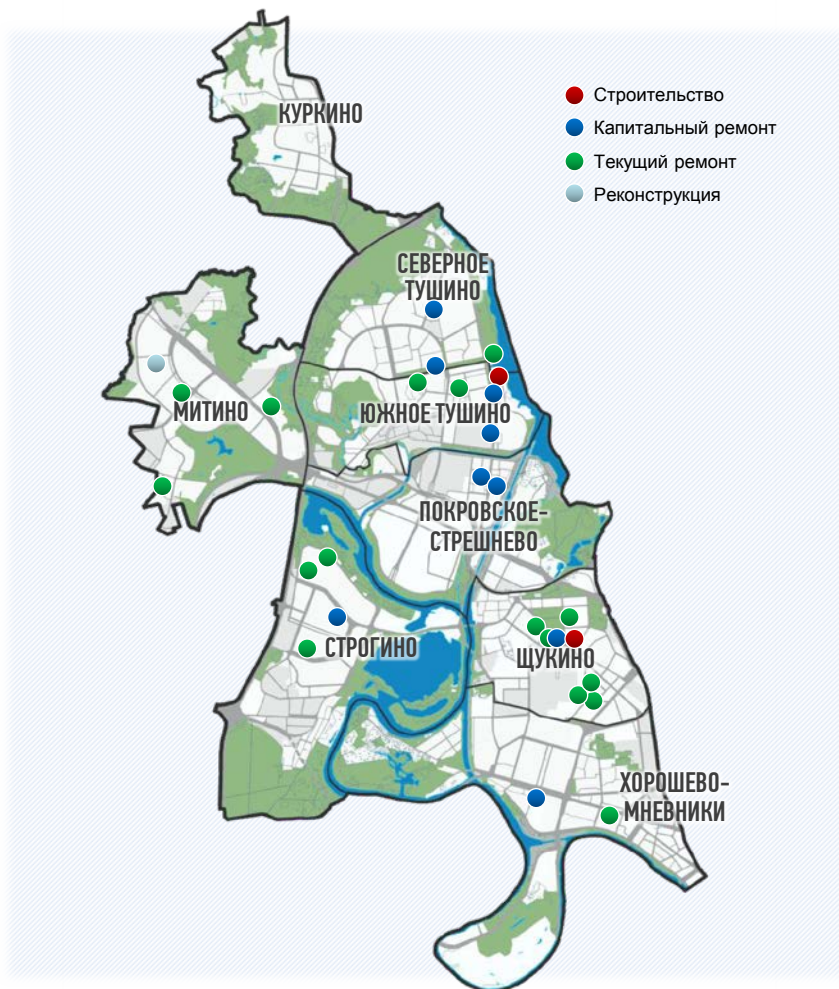 КУРКИНО
Строительство
Капитальный ремонт
Текущий ремонт
Реконструкция
СЕВЕРНОЕ
ТУШИНО
МИТИНО
ЮЖНОЕ ТУШИНО
ПОКРОВСКОЕ-
СТРЕШНЕВО
СТРОГИНО
ЩУКИНО
ХОРОШЕВО-
МНЕВНИКИ